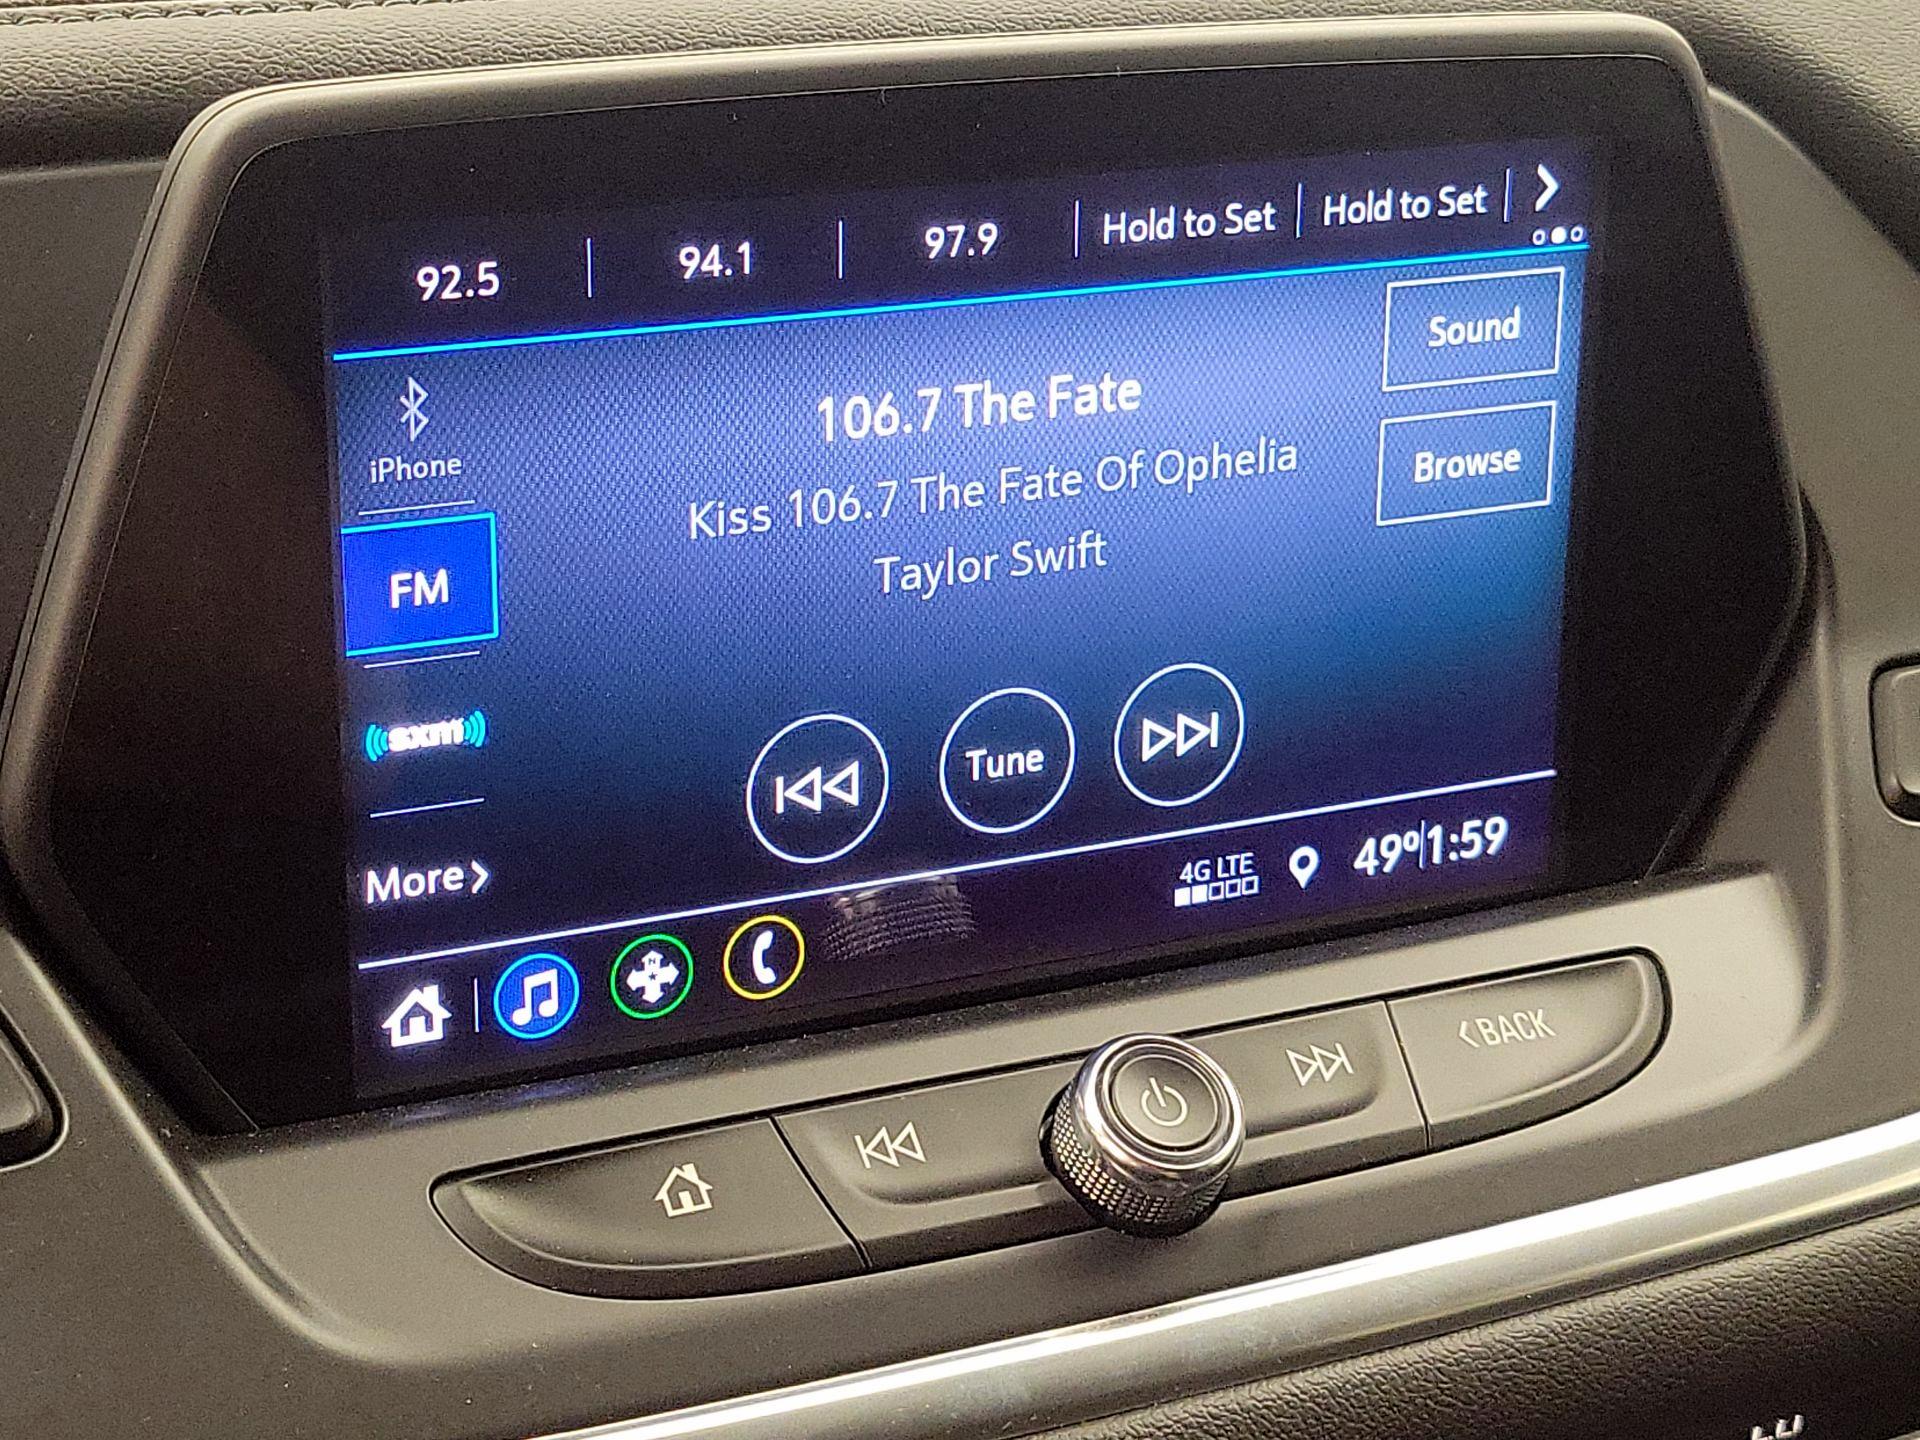 92.5 94.1 97.9 Hold to Set Hold to Set
Sound
106.7 The Fate
iPhone
Kiss 106.7 The Fate Of Ophelia
Browse
Taylor Swift
FM
sxm
Tune
More
4G LTE
49º 1:59
BACK